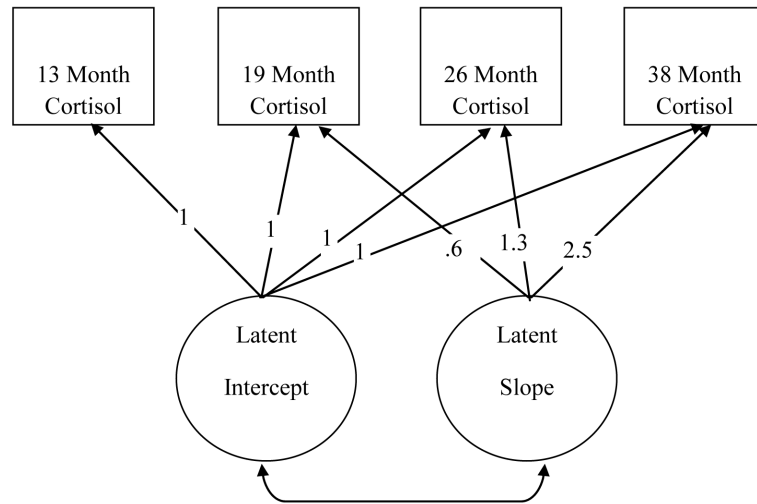 13 Month
Cortisol
19 Month
Cortisol
26 Month
Cortisol
38 Month
Cortisol
1
1
1
1
.6
1.3
2.5
Latent
Intercept
Latent
Slope